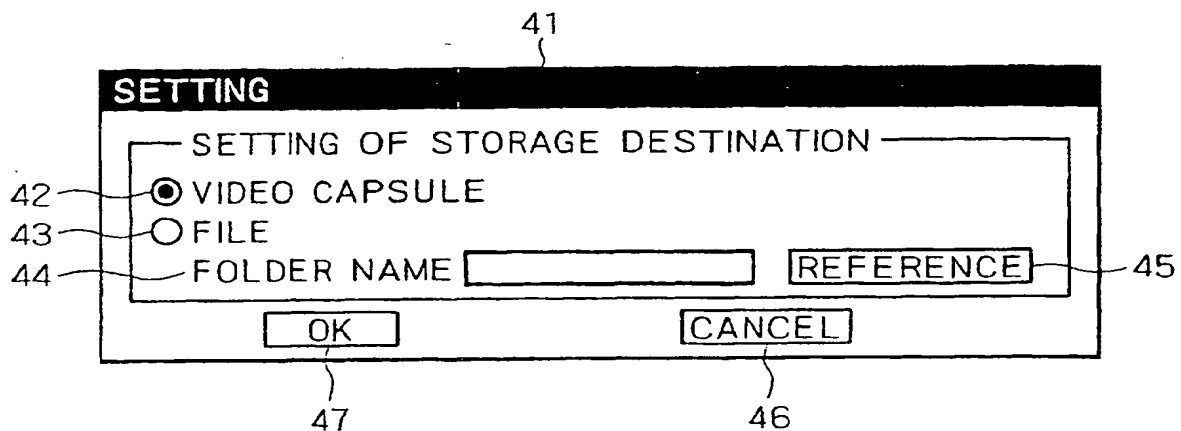 41
SETTING
SETTING OF STORAGE DESTINATION
42 VIDEO CAPSULE
43 FILE
44 FOLDER NAME REFERENCE 45
OK CANCEL
47 46